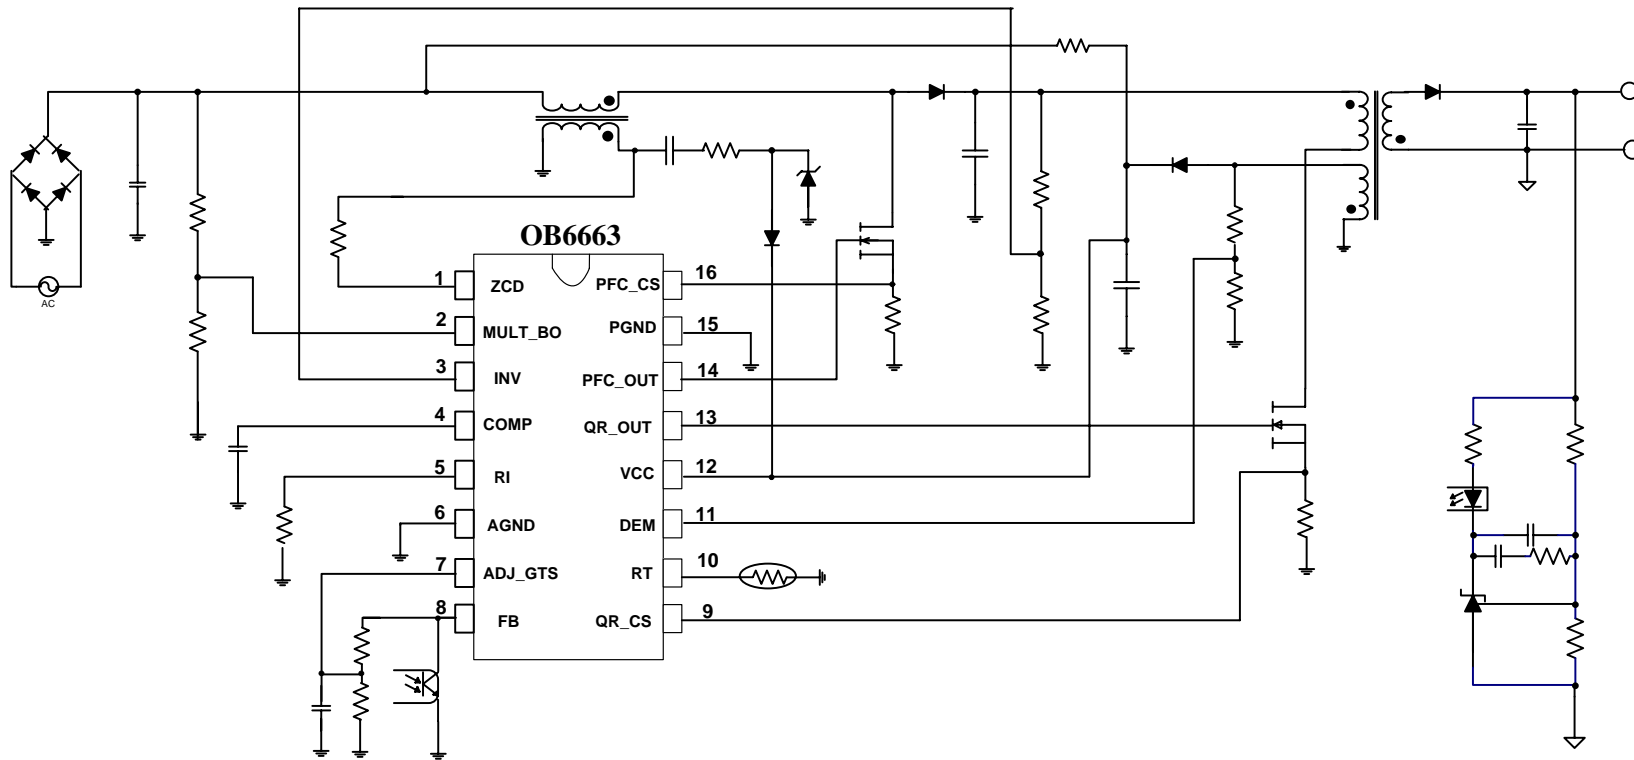 OB6663
AC
1 ZCD
2 MULT_BO
3 INV
4 COMP
5 RI
6 AGND
7 ADJ_GTS
8 FB
PFC_CS 16
PGND 15
PFC_OUT 14
QR_OUT 13
VCC 12
DEM 11
RT 10
QR_CS 9